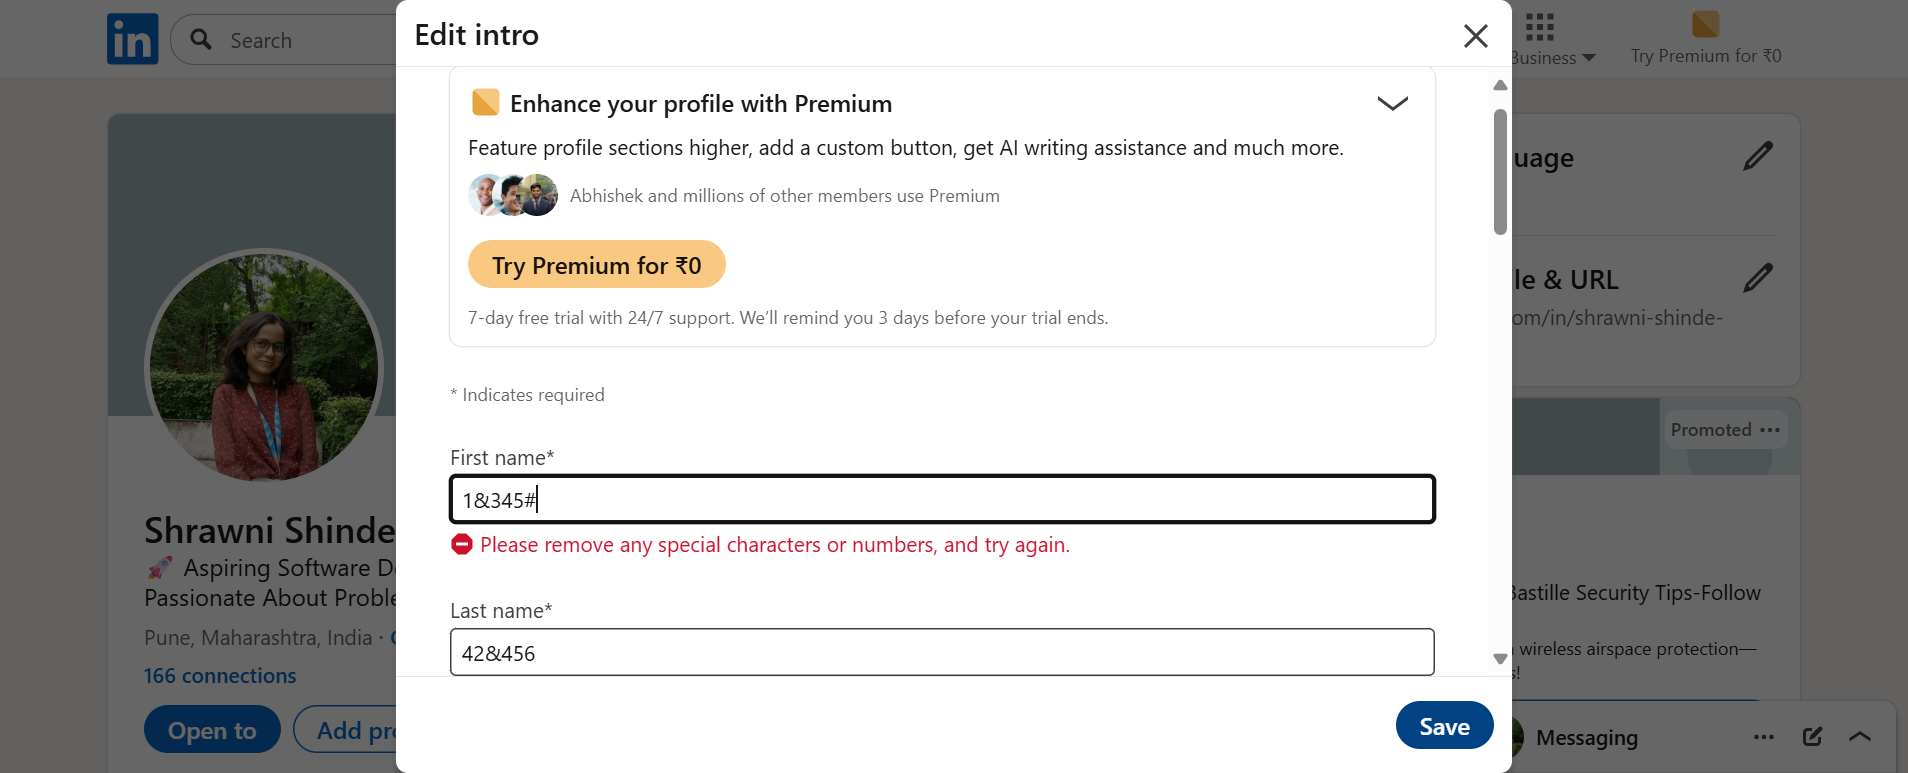 in
Search
Business
Try Premium for ₹0
Edit intro
Enhance your profile with Premium
Feature profile sections higher, add a custom button, get AI writing assistance and much more.
Abhishek and millions of other members use Premium
Try Premium for ₹0
7-day free trial with 24/7 support. We'll remind you 3 days before your trial ends.
* Indicates required
First name*
1&345#
Please remove any special characters or numbers, and try again.
Last name*
42&456
Save
Shrawni Shinde
🚀 Aspiring Software D
Passionate About Proble
Pune, Maharashtra, India ·
166 connections
Open to
Add pro
uage
le & URL
om/in/shrawni-shinde-
Promoted ···
Bastille Security Tips-Follow
wireless airspace protection—
s!
Messaging